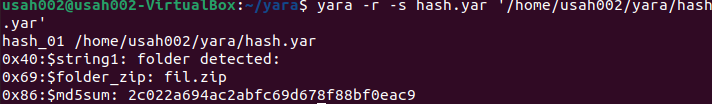 usah002@usah002-VirtualBox:~/yara$ yara -r -s hash.yar '/home/usah002/yara/hash
.yar'
hash_01 /home/usah002/yara/hash.yar
0x40:$string1: folder detected:
0x69:$folder_zip: fil.zip
0x86:$md5sum: 2c022a694ac2abfc69d678f88bf0eac9